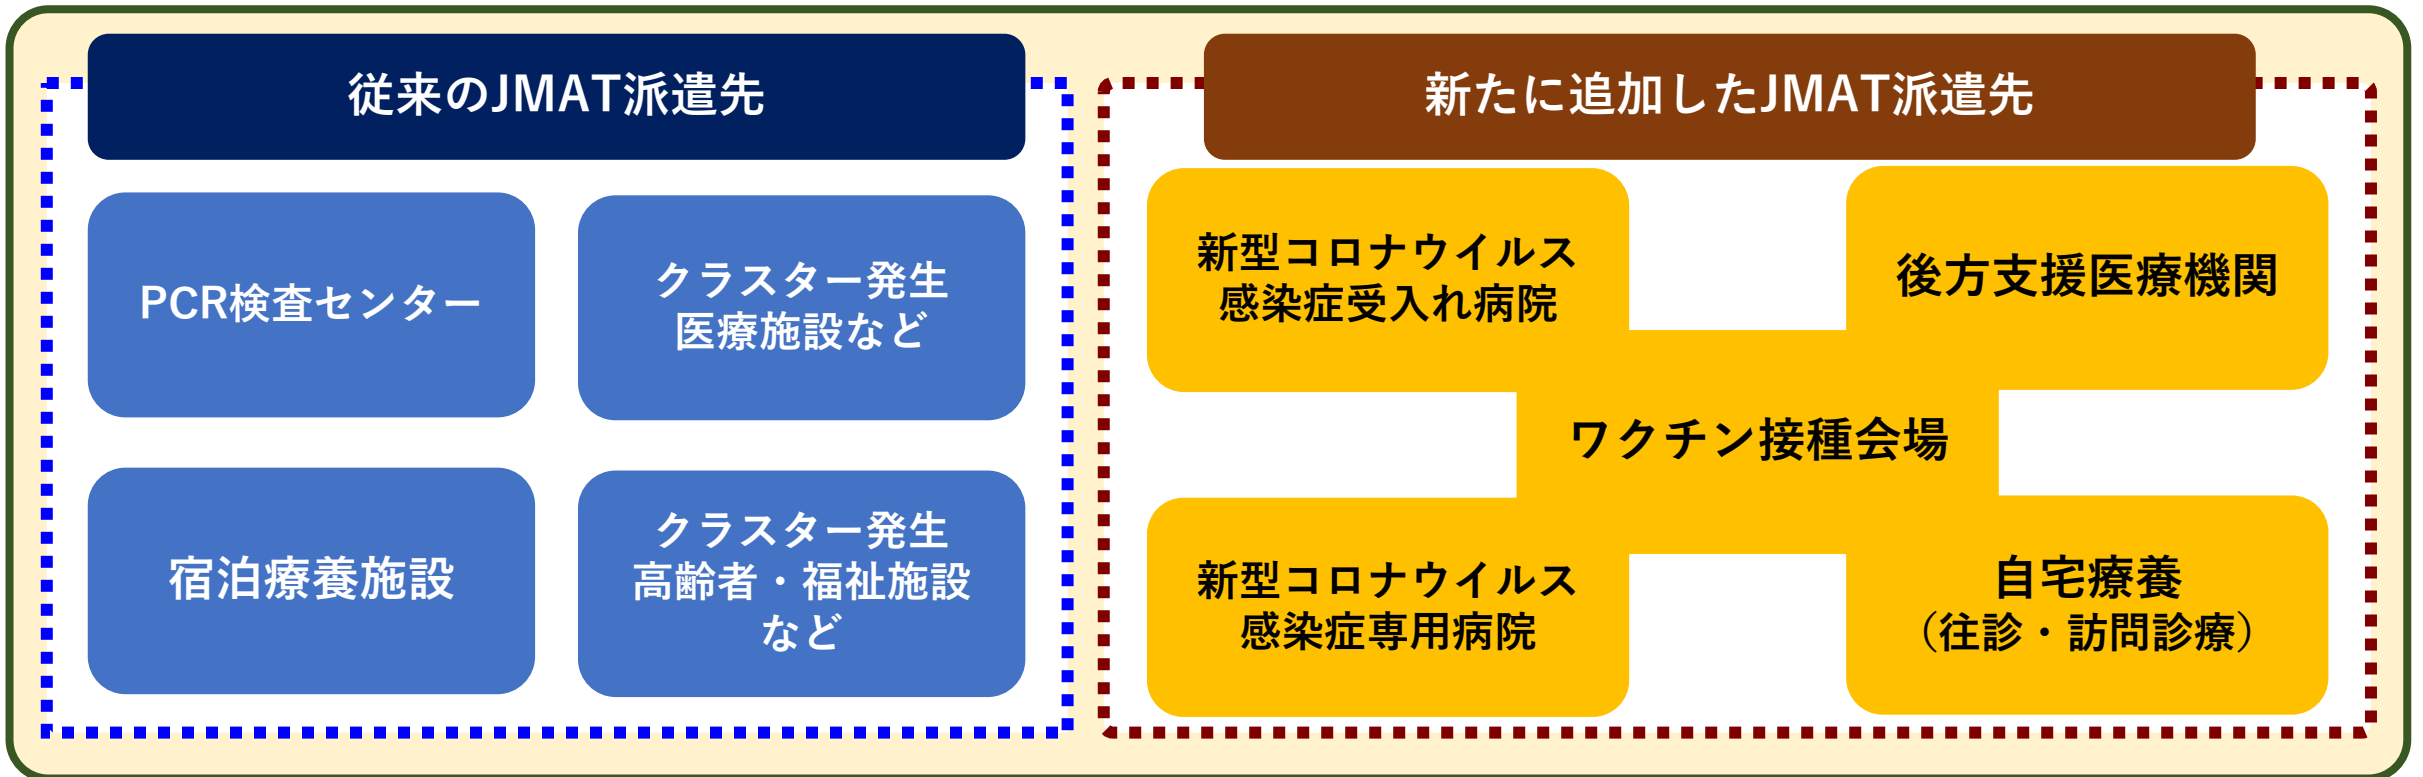 従来のJMAT派遣先
PCR検査センター
クラスター発生
医療施設など
宿泊療養施設
クラスター発生
高齢者・福祉施設
など
新たに追加したJMAT派遣先
新型コロナウイルス
感染症受入れ病院
後方支援医療機関
ワクチン接種会場
新型コロナウイルス
感染症専用病院
自宅療養
（往診・訪問診療）